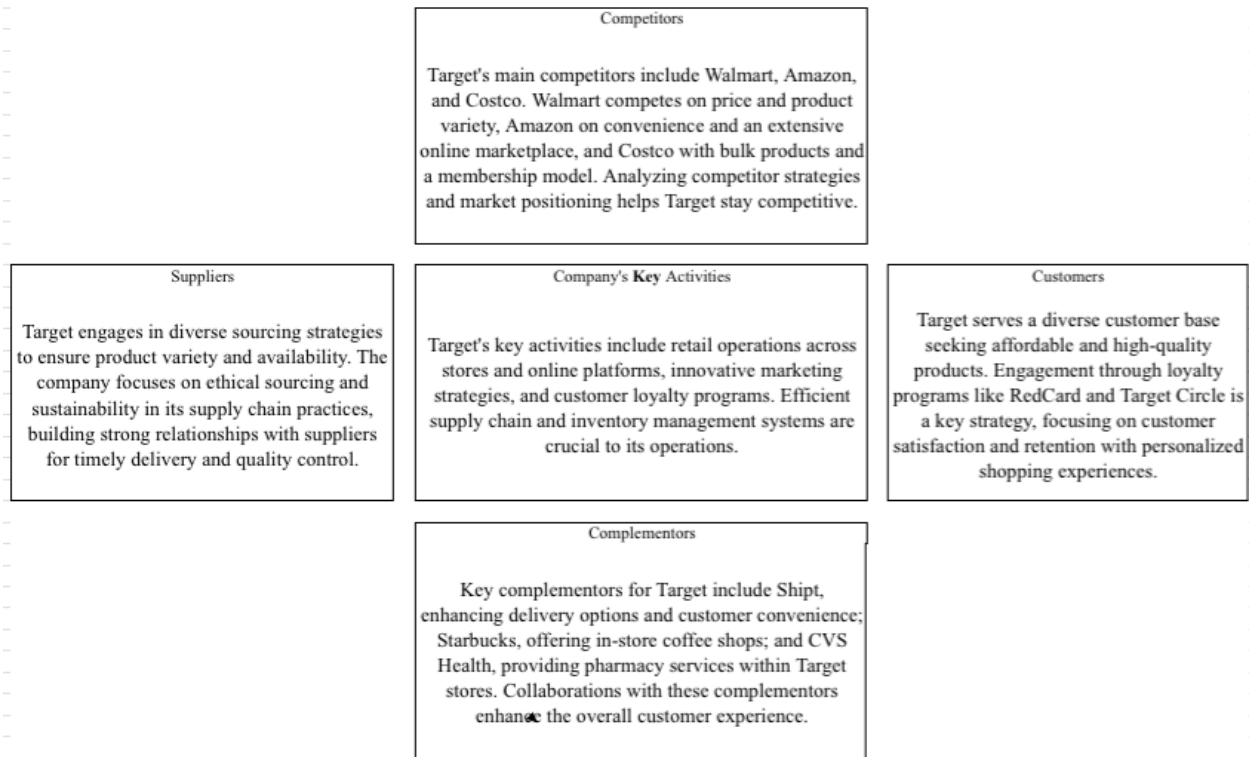 Competitors
Target's main competitors include Walmart, Amazon,
and Costco. Walmart competes on price and product
variety, Amazon on convenience and an extensive
online marketplace, and Costco with bulk products and
a membership model. Analyzing competitor strategies
and market positioning helps Target stay competitive.
Suppliers
Target engages in diverse sourcing strategies
to ensure product variety and availability. The
company focuses on ethical sourcing and
sustainability in its supply chain practices,
building strong relationships with suppliers
for timely delivery and quality control.
Company's Key Activities
Target's key activities include retail operations across
stores and online platforms, innovative marketing
strategies, and customer loyalty programs. Efficient
supply chain and inventory management systems are
crucial to its operations.
Customers
Target serves a diverse customer base
seeking affordable and high-quality
products. Engagement through loyalty
programs like RedCard and Target Circle is
a key strategy, focusing on customer
satisfaction and retention with personalized
shopping experiences.
Complementors
Key complementors for Target include Shipt,
enhancing delivery options and customer convenience;
Starbucks, offering in-store coffee shops; and CVS
Health, providing pharmacy services within Target
stores. Collaborations with these complementors
enhance the overall customer experience.